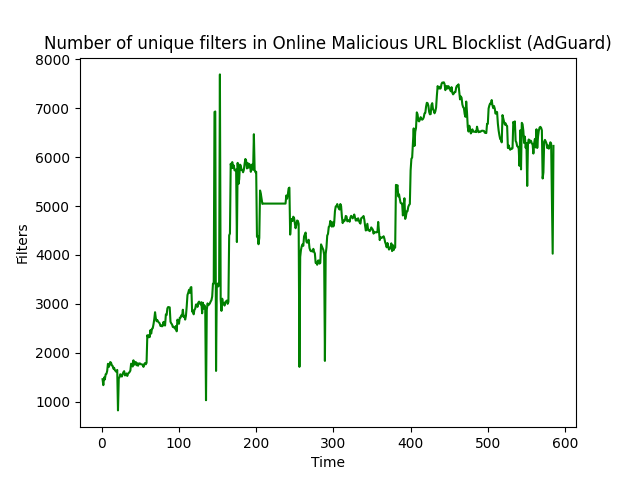 Number of unique filters in Online Malicious URL Blocklist (AdGuard)
8000
7000
6000
5000
4000
3000
2000
1000
Filters
0 100 200 300 400 500 600
Time